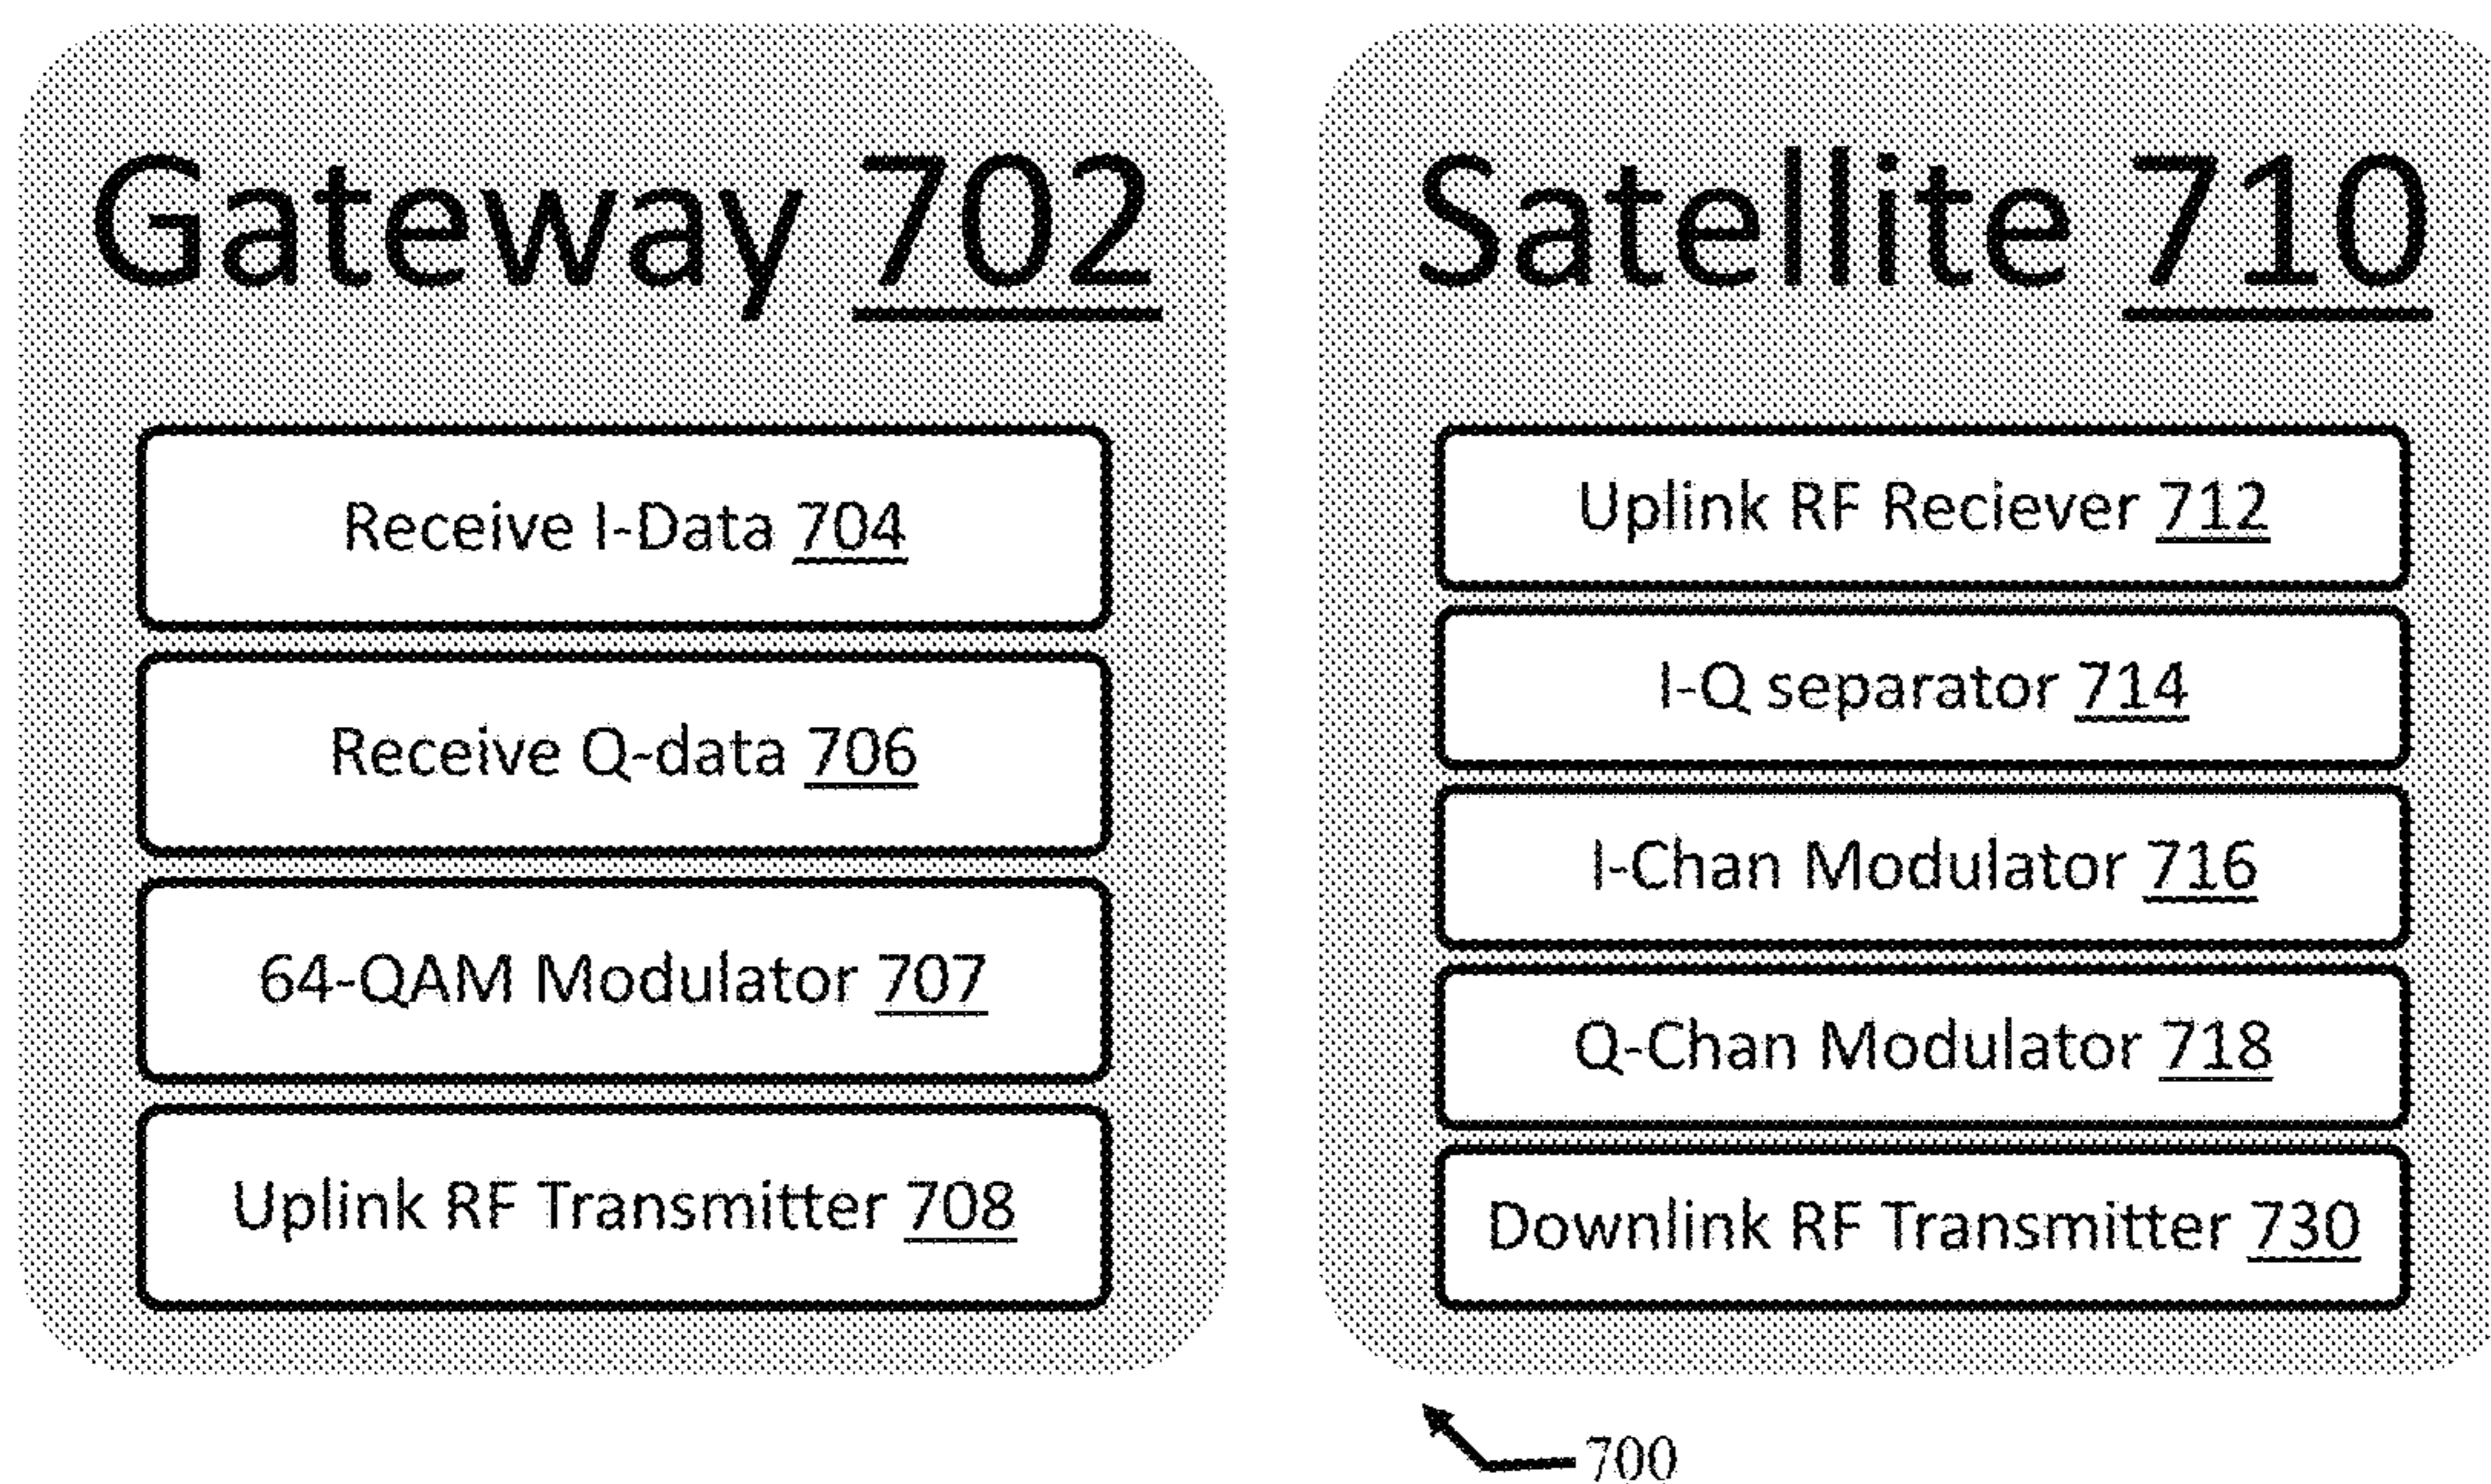 Gateway 702
Receive I-Data 704
Receive Q-data 706
64-QAM Modulator 707
Uplink RF Transmitter 708
Satellite 710
Uplink RF Reciever 712
I-Q separator 714
I-Chan Modulator 716
Q-Chan Modulator 718
Downlink RF Transmitter 730
700